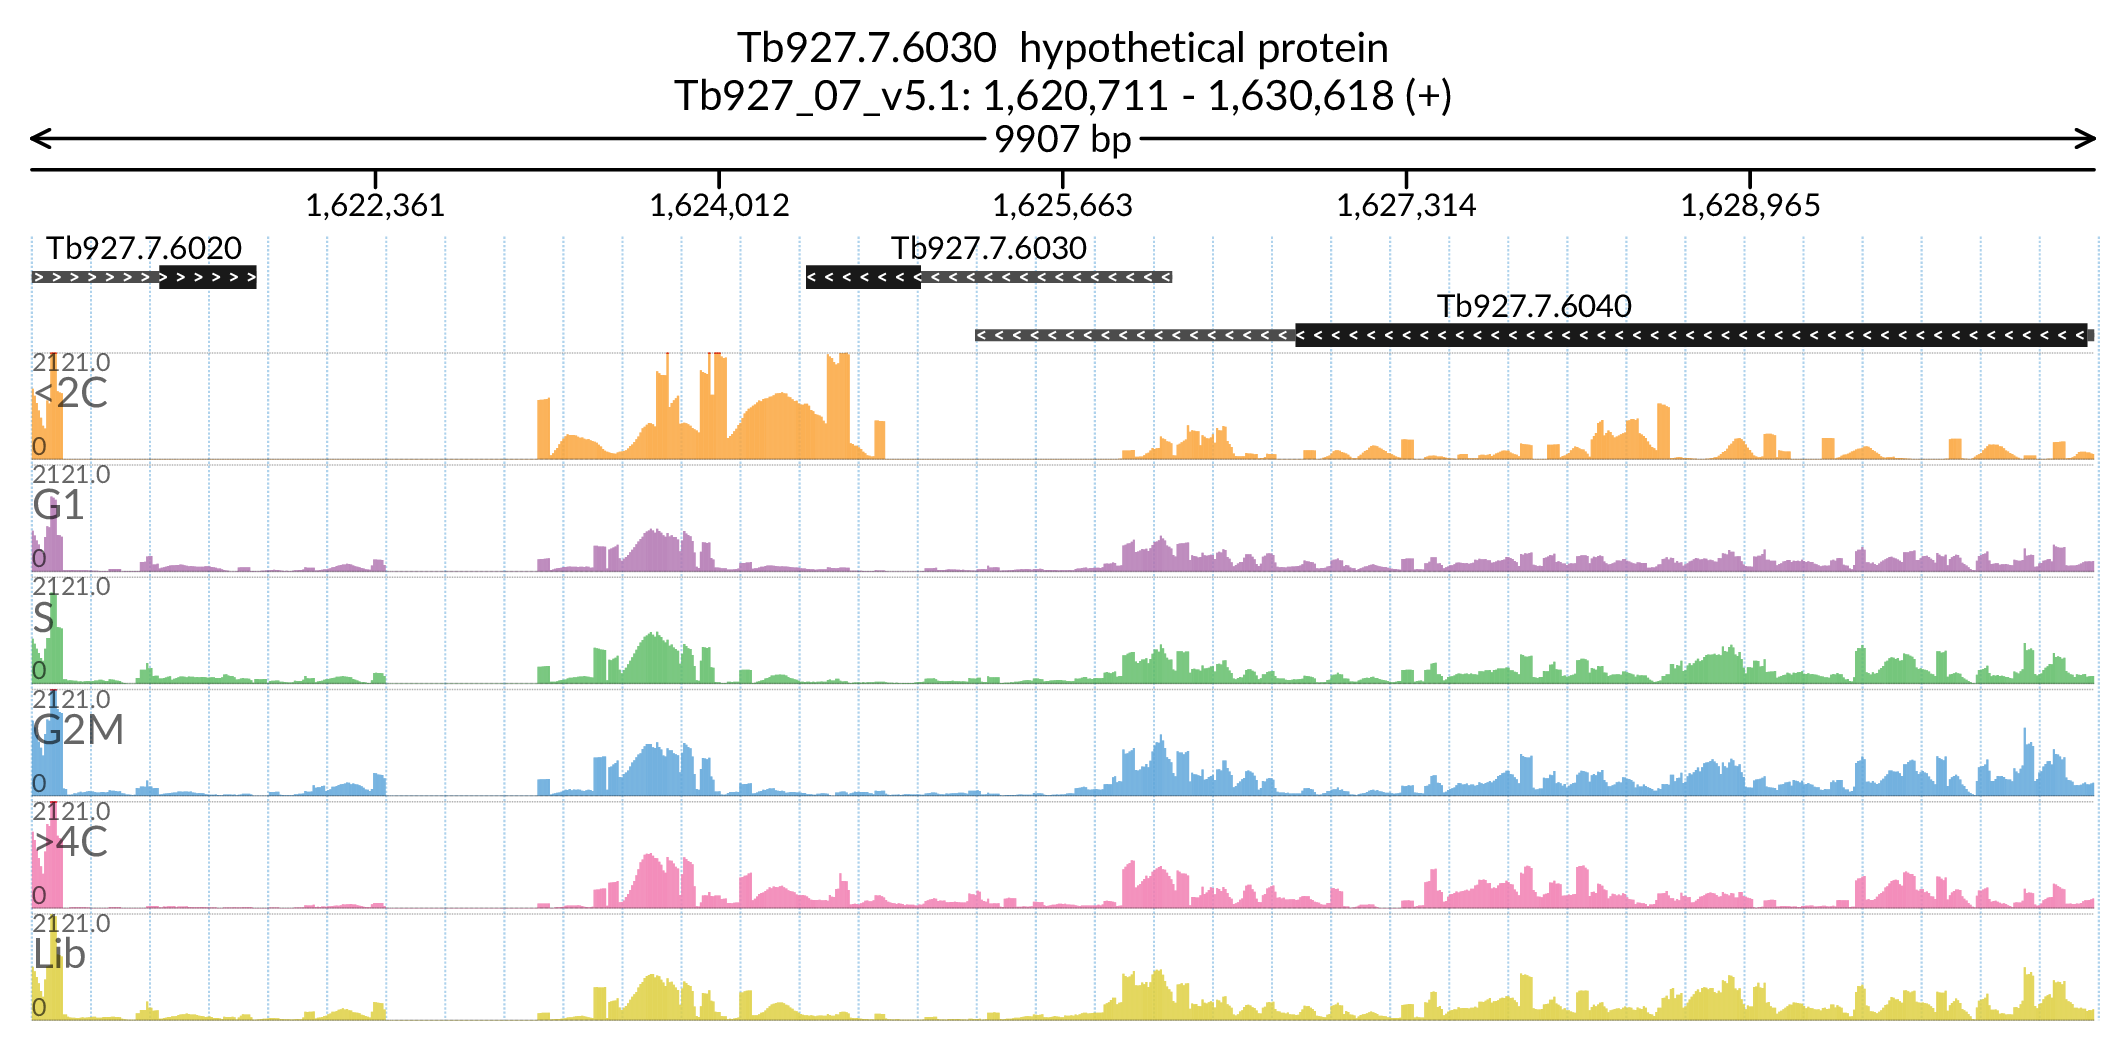 Tb927.7.6030  hypothetical protein
Tb927_07_v5.1: 1,620,711 - 1,630,618 (+)
9907 bp
1,622,361 1,624,012 1,625,663 1,627,314 1,628,965
Tb927.7.6020 Tb927.7.6030
Tb927.7.6040
2121.0
<2C
0
2121.0
G1
0
2121.0
S
0
2121.0
G2M
0
2121.0
>4C
0
2121.0
Lib
0